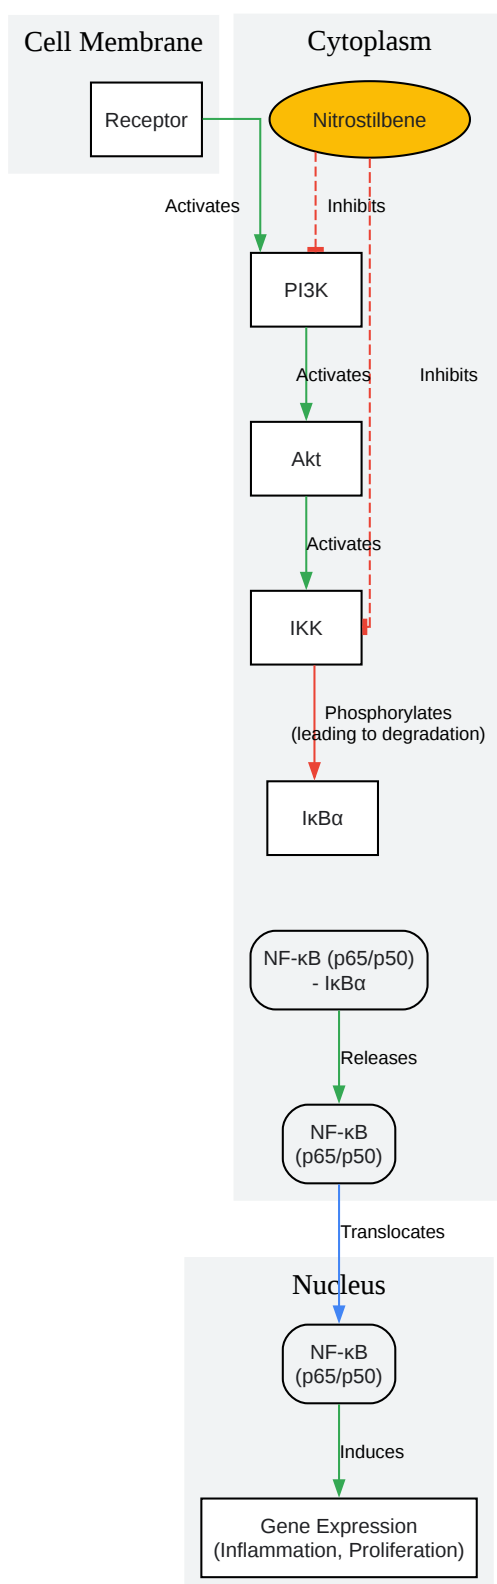 Cell Membrane
Cytoplasm
Receptor
Nitrostilbene
Activates
Inhibits
PI3K
Activates
Inhibits
Akt
Activates
IKK
Phosphorylates
(leading to degradation)
IκBα
NF-κB (p65/p50)
- IκBα
Releases
NF-κB
(p65/p50)
Translocates
Nucleus
NF-κB
(p65/p50)
Induces
Gene Expression
(Inflammation, Proliferation)